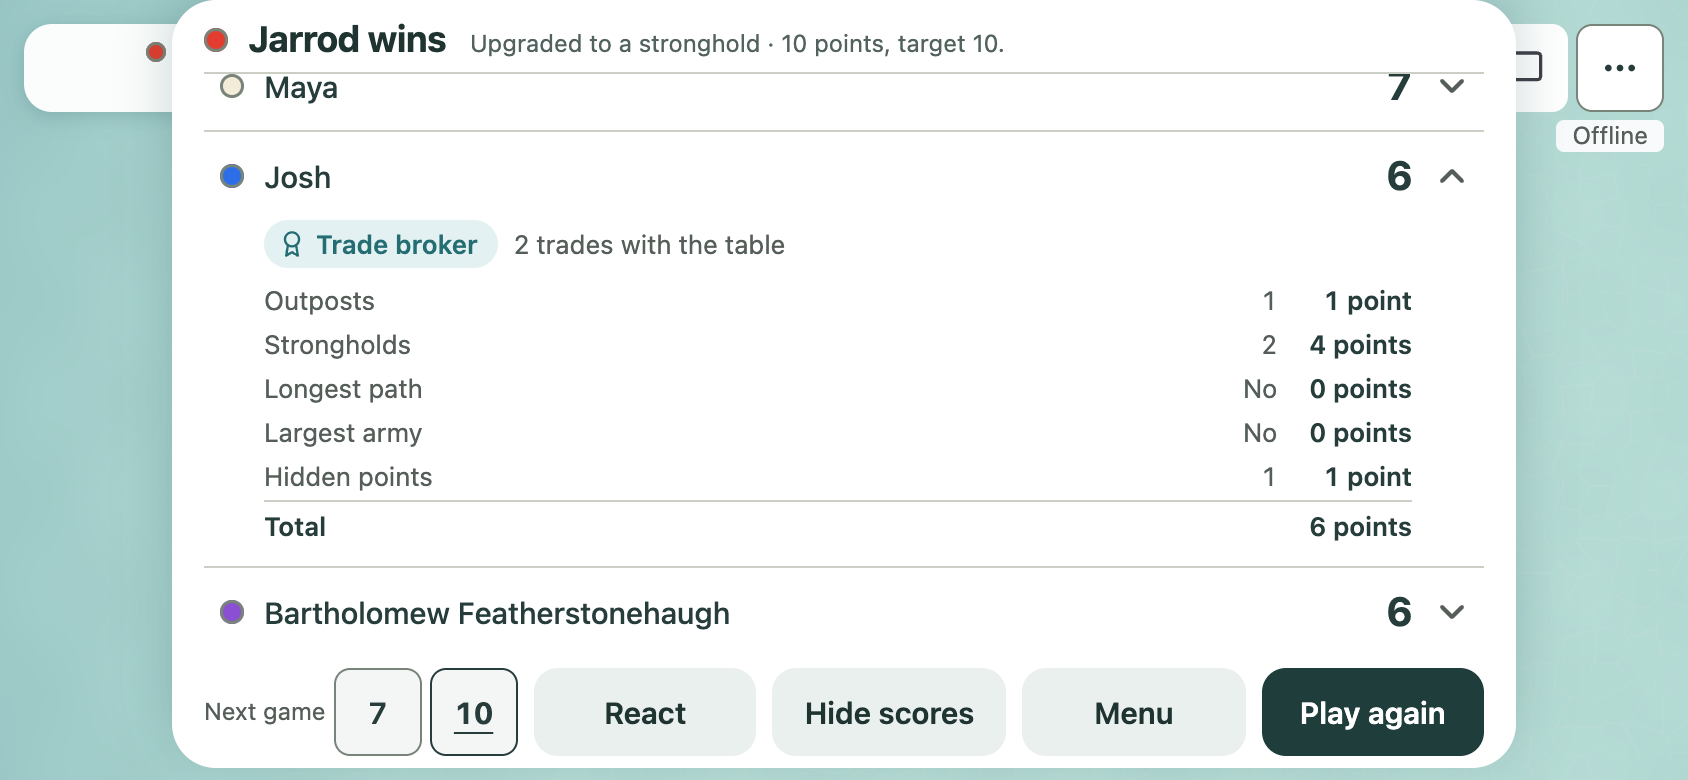 Jarrod wins Upgraded to a stronghold · 10 points, target 10.
Maya 7
Offline
Josh 6
Trade broker 2 trades with the table
Outposts 1 1 point
Strongholds 2 4 points
Longest path No 0 points
Largest army No 0 points
Hidden points 1 1 point
Total 6 points
Bartholomew Featherstonehaugh 6
Next game 7 10 React Hide scores Menu Play again